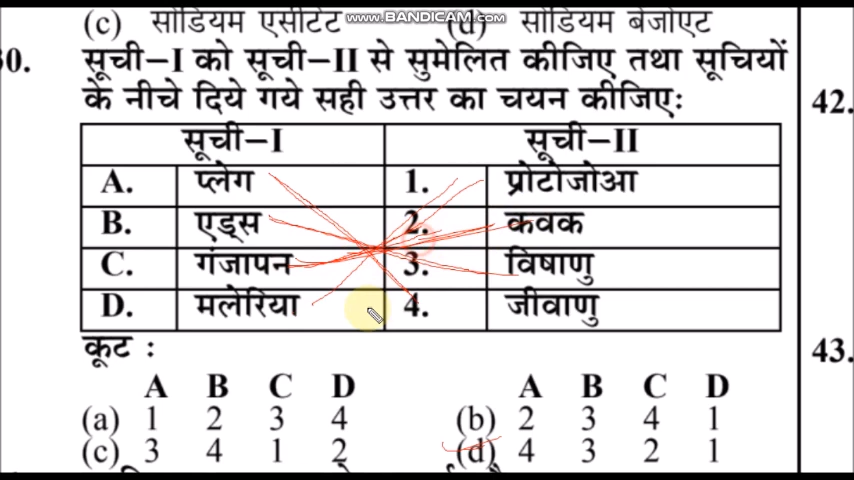 WWW.BANDICAM.COM
(c) सोडियम एसीटेट (d) सोडियम बेंजोएट
30. सूची–I को सूची–II से सुमेलित कीजिए तथा सूचियों
के नीचे दिये गये सही उत्तर का चयन कीजिएः 42.
सूची–I सूची–II
A. प्लेग 1. प्रोटोजोआ
B. एड्स 2. कवक
C. गंजापन 3. विषाणु
D. मलेरिया 4. जीवाणु
कूट : 43.
A B C D A B C D
(a) 1 2 3 4 (b) 2 3 4 1
(c) 3 4 1 2 (d) 4 3 2 1